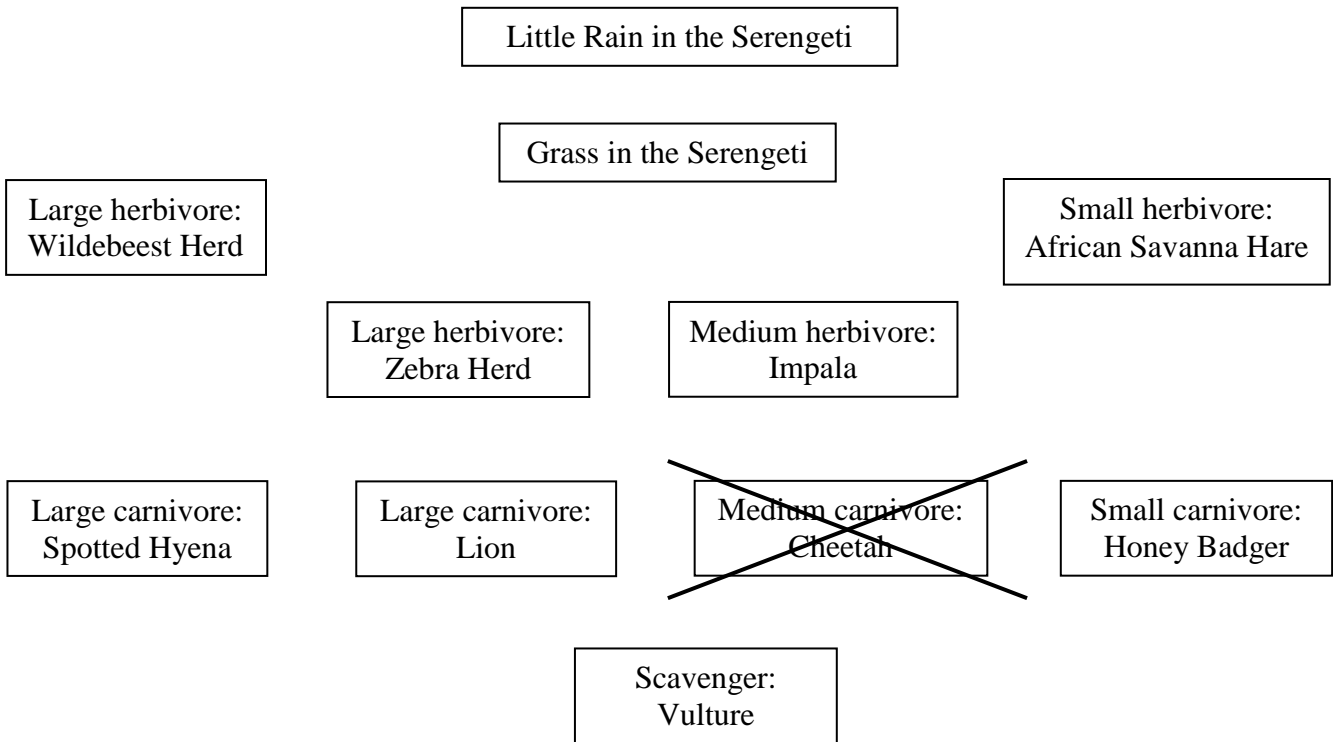 Little Rain in the Serengeti
Grass in the Serengeti
Large herbivore:
Wildebeest Herd
Small herbivore:
African Savanna Hare
Large herbivore:
Zebra Herd
Medium herbivore:
Impala
Large carnivore:
Spotted Hyena
Large carnivore:
Lion
Medium carnivore:
Cheetah
Small carnivore:
Honey Badger
Scavenger:
Vulture